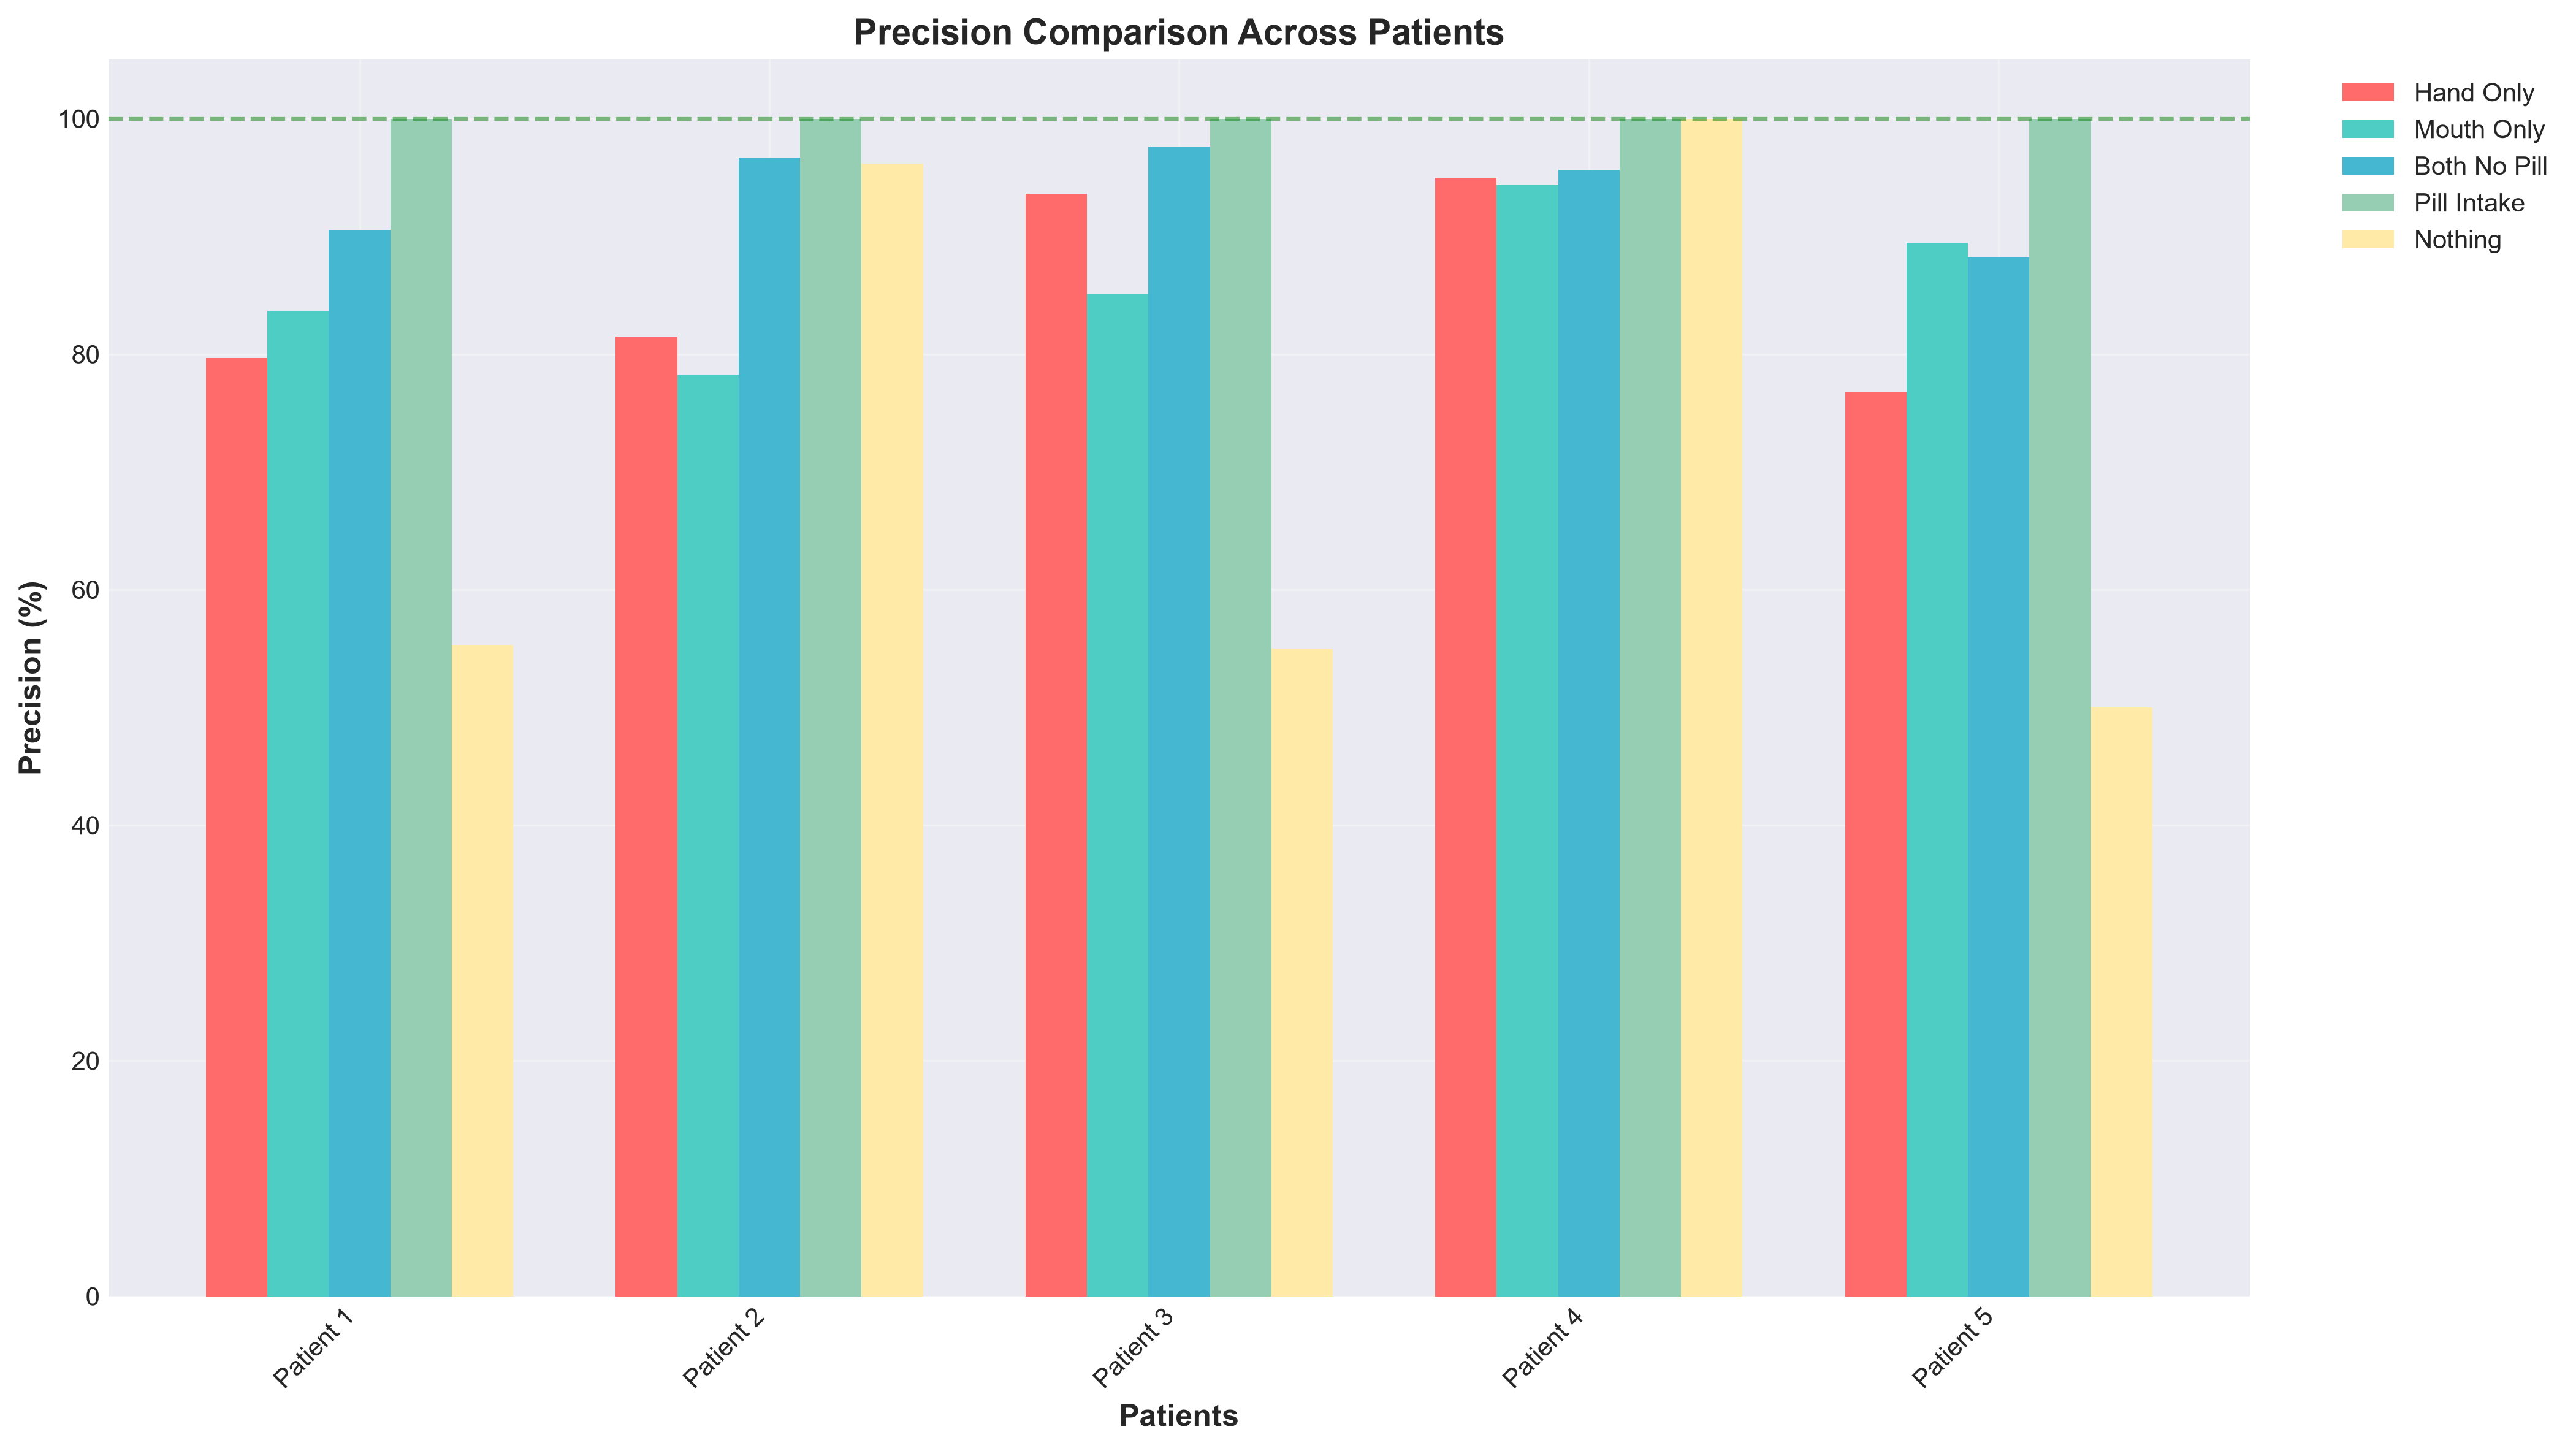 Precision Comparison Across Patients
Hand Only
Mouth Only
Both No Pill
Pill Intake
Nothing
Precision (%)
100
80
60
40
20
0
Patient 1
Patient 2
Patient 3
Patient 4
Patient 5
Patients